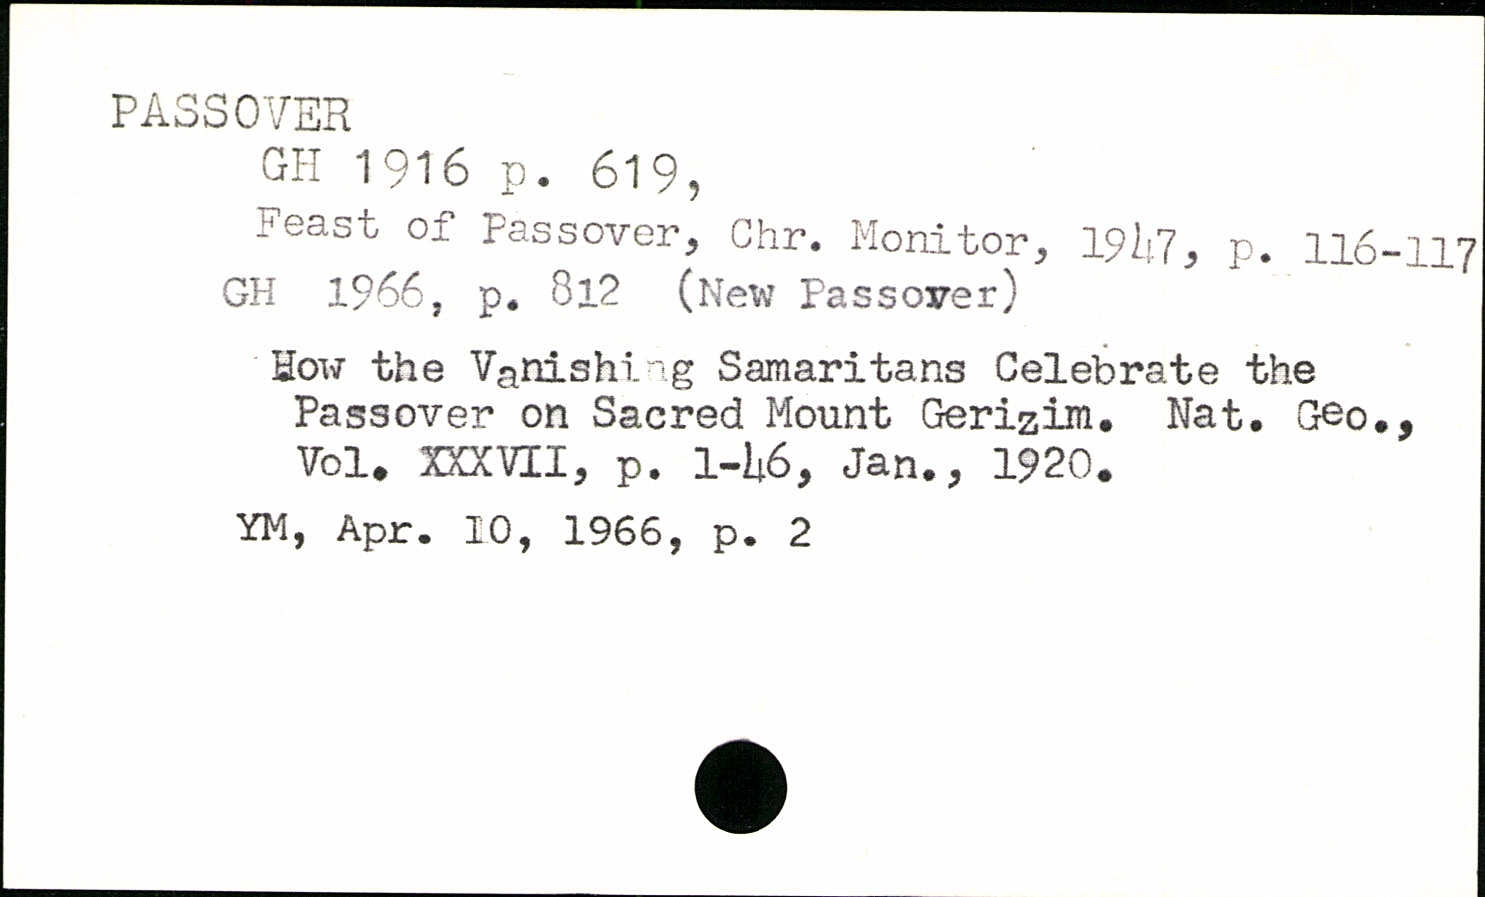 PASSOVER
GH 1916 p. 619,
Feast of Passover, Chr. Monitor, 1947, p. 116-117
GH 1966, p. 812 (New Passover)
How the Vanishing Samaritans Celebrate the
Passover on Sacred Mount Gerizim. Nat. Geo.,
Vol. XXXVII, p. 1-46, Jan., 1920.
YM, Apr. 10, 1966, p. 2